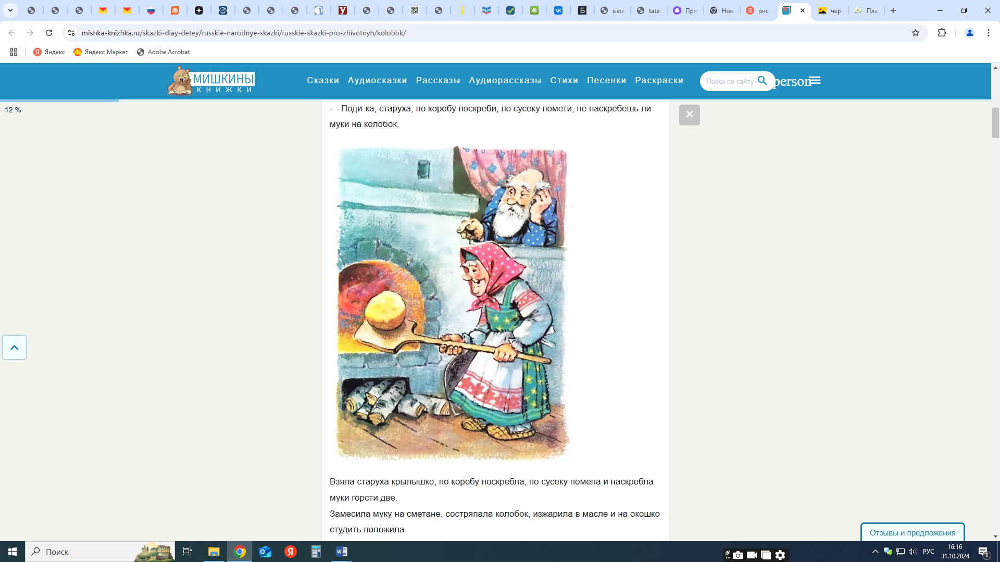 siste
tata
При
Нов
рнс
чер
Пла
mishka-knizhka.ru/skazki-dlay-detey/russkie-narodnye-skazki/russkie-skazki-pro-zhivotnyh/kolobok/
Яндекс
Яндекс Маркет
Adobe Acrobat
МИШКИНЫ
КНИЖКИ
Сказки
Аудиосказки
Рассказы
Аудиорассказы
Стихи
Песенки
Раскраски
Поиск по сайту
person
12 %
— Поди-ка, старуха, по коробу поскреби, по сусеку помети, не наскребешь ли
муки на колобок.
Взяла старуха крылышко, по коробу поскребла, по сусеку помела и наскребла
муки горсти две.
Замесила муку на сметане, состряпала колобок, изжарила в масле и на окошко
студить положила.
Отзывы и предложения
Поиск
РУС
16:16
31.10.2024
1